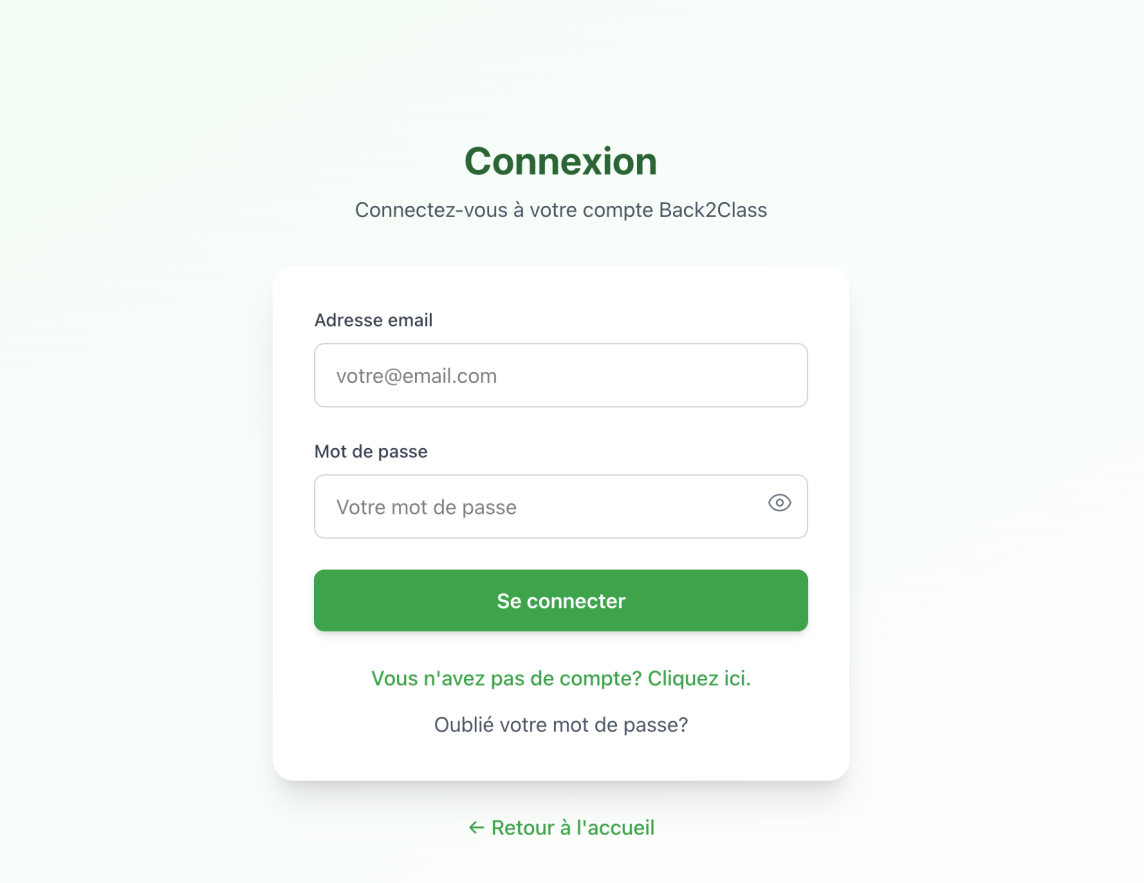 Connexion
Connectez-vous à votre compte Back2Class
Adresse email
votre@email.com
Mot de passe
Votre mot de passe
Se connecter
Vous n'avez pas de compte? Cliquez ici.
Oublié votre mot de passe?
← Retour à l'accueil